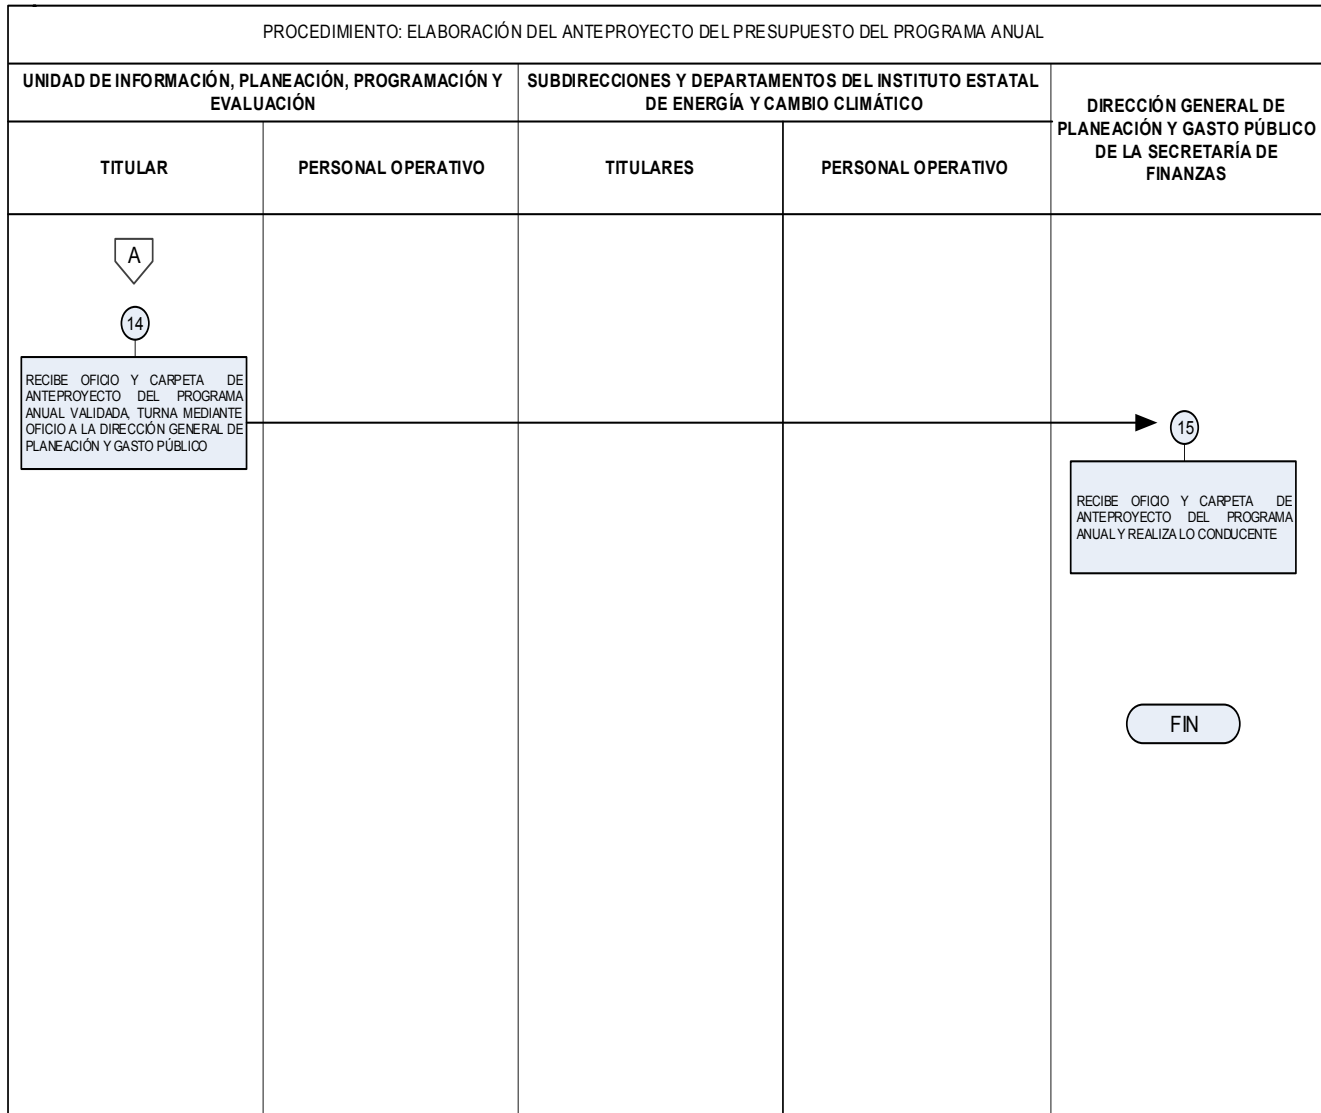 PROCEDIMIENTO: ELABORACIÓN DEL ANTEPROYECTO DEL PRESUPUESTO DEL PROGRAMA ANUAL
UNIDAD DE INFORMACIÓN, PLANEACIÓN, PROGRAMACIÓN Y
EVALUACIÓN
SUBDIRECCIONES Y DEPARTAMENTOS DEL INSTITUTO ESTATAL
DE ENERGÍA Y CAMBIO CLIMÁTICO
DIRECCIÓN GENERAL DE
PLANEACIÓN Y GASTO PÚBLICO
DE LA SECRETARÍA DE
FINANZAS
TITULAR
PERSONAL OPERATIVO
TITULARES
PERSONAL OPERATIVO
A
14
RECIBE OFICIO Y CARPETA DE
ANTEPROYECTO DEL PROGRAMA
ANUAL VALIDADA, TURNA MEDIANTE
OFICIO A LA DIRECCIÓN GENERAL DE
PLANEACIÓN Y GASTO PÚBLICO
15
RECIBE OFICIO Y CARPETA DE
ANTEPROYECTO DEL PROGRAMA
ANUAL Y REALIZA LO CONDUCENTE
FIN